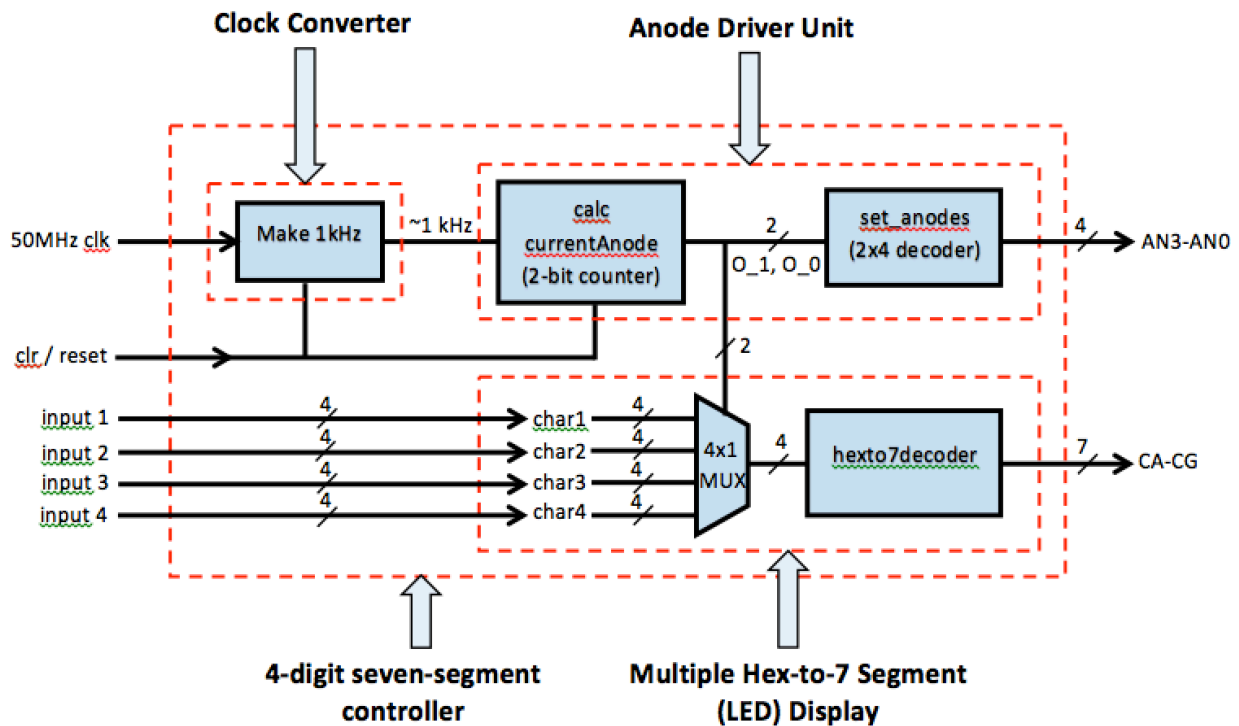 Clock Converter
Anode Driver Unit
50MHz clk
Make 1kHz
~1 kHz
calc
currentAnode
(2-bit counter)
2
O_1, O_0
set_anodes
(2x4 decoder)
4
AN3-AN0
clr / reset
2
input 1
4
char1
4
input 2
4
char2
4
input 3
4
char3
4
input 4
4
char4
4
4x1
MUX
4
hexto7decoder
7
CA-CG
4-digit seven-segment
controller
Multiple Hex-to-7 Segment
(LED) Display